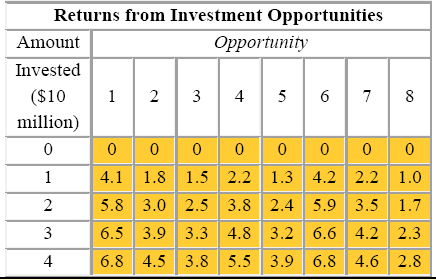 Returns from Investment Opportunities
Amount Opportunity
Invested
($10 1 2 3 4 5 6 7 8
million)
0 0 0 0 0 0 0 0 0
1 4.1 1.8 1.5 2.2 1.3 4.2 2.2 1.0
2 5.8 3.0 2.5 3.8 2.4 5.9 3.5 1.7
3 6.5 3.9 3.3 4.8 3.2 6.6 4.2 2.3
4 6.8 4.5 3.8 5.5 3.9 6.8 4.6 2.8